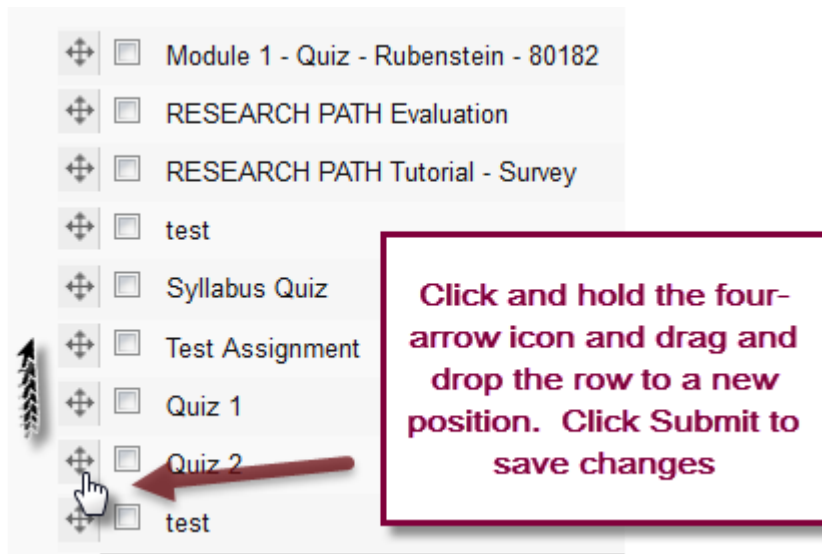 Module 1 - Quiz - Rubenstein - 80182
RESEARCH PATH Evaluation
RESEARCH PATH Tutorial - Survey
test
Syllabus Quiz
Test Assignment
Quiz 1
Quiz 2
test
Click and hold the four-
arrow icon and drag and
drop the row to a new
position. Click Submit to
save changes